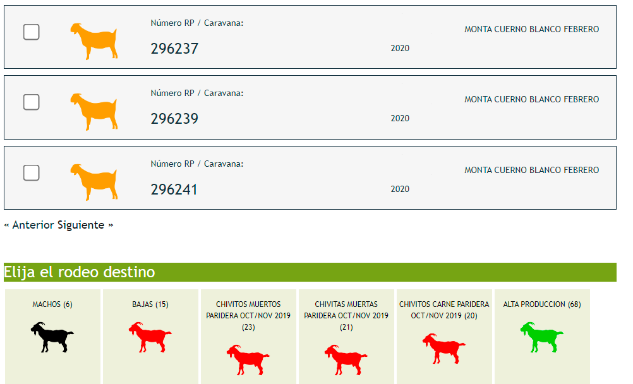 Número RP / Caravana:
MONTA CUERNO BLANCO FEBRERO
296237
2020
Número RP / Caravana:
MONTA CUERNO BLANCO FEBRERO
296239
2020
Número RP / Caravana:
MONTA CUERNO BLANCO FEBRERO
296241
2020
« Anterior Siguiente »
Elija el rodeo destino
MACHOS (6)
BAJAS (15)
CHIVITOS MUERTOS
PARIDERA OCT/NOV 2019
(23)
CHIVITAS MUERTAS
PARIDERA OCT/NOV 2019
(21)
CHIVITOS CARNE PARIDERA
OCT/NOV 2019 (20)
ALTA PRODUCCION (68)